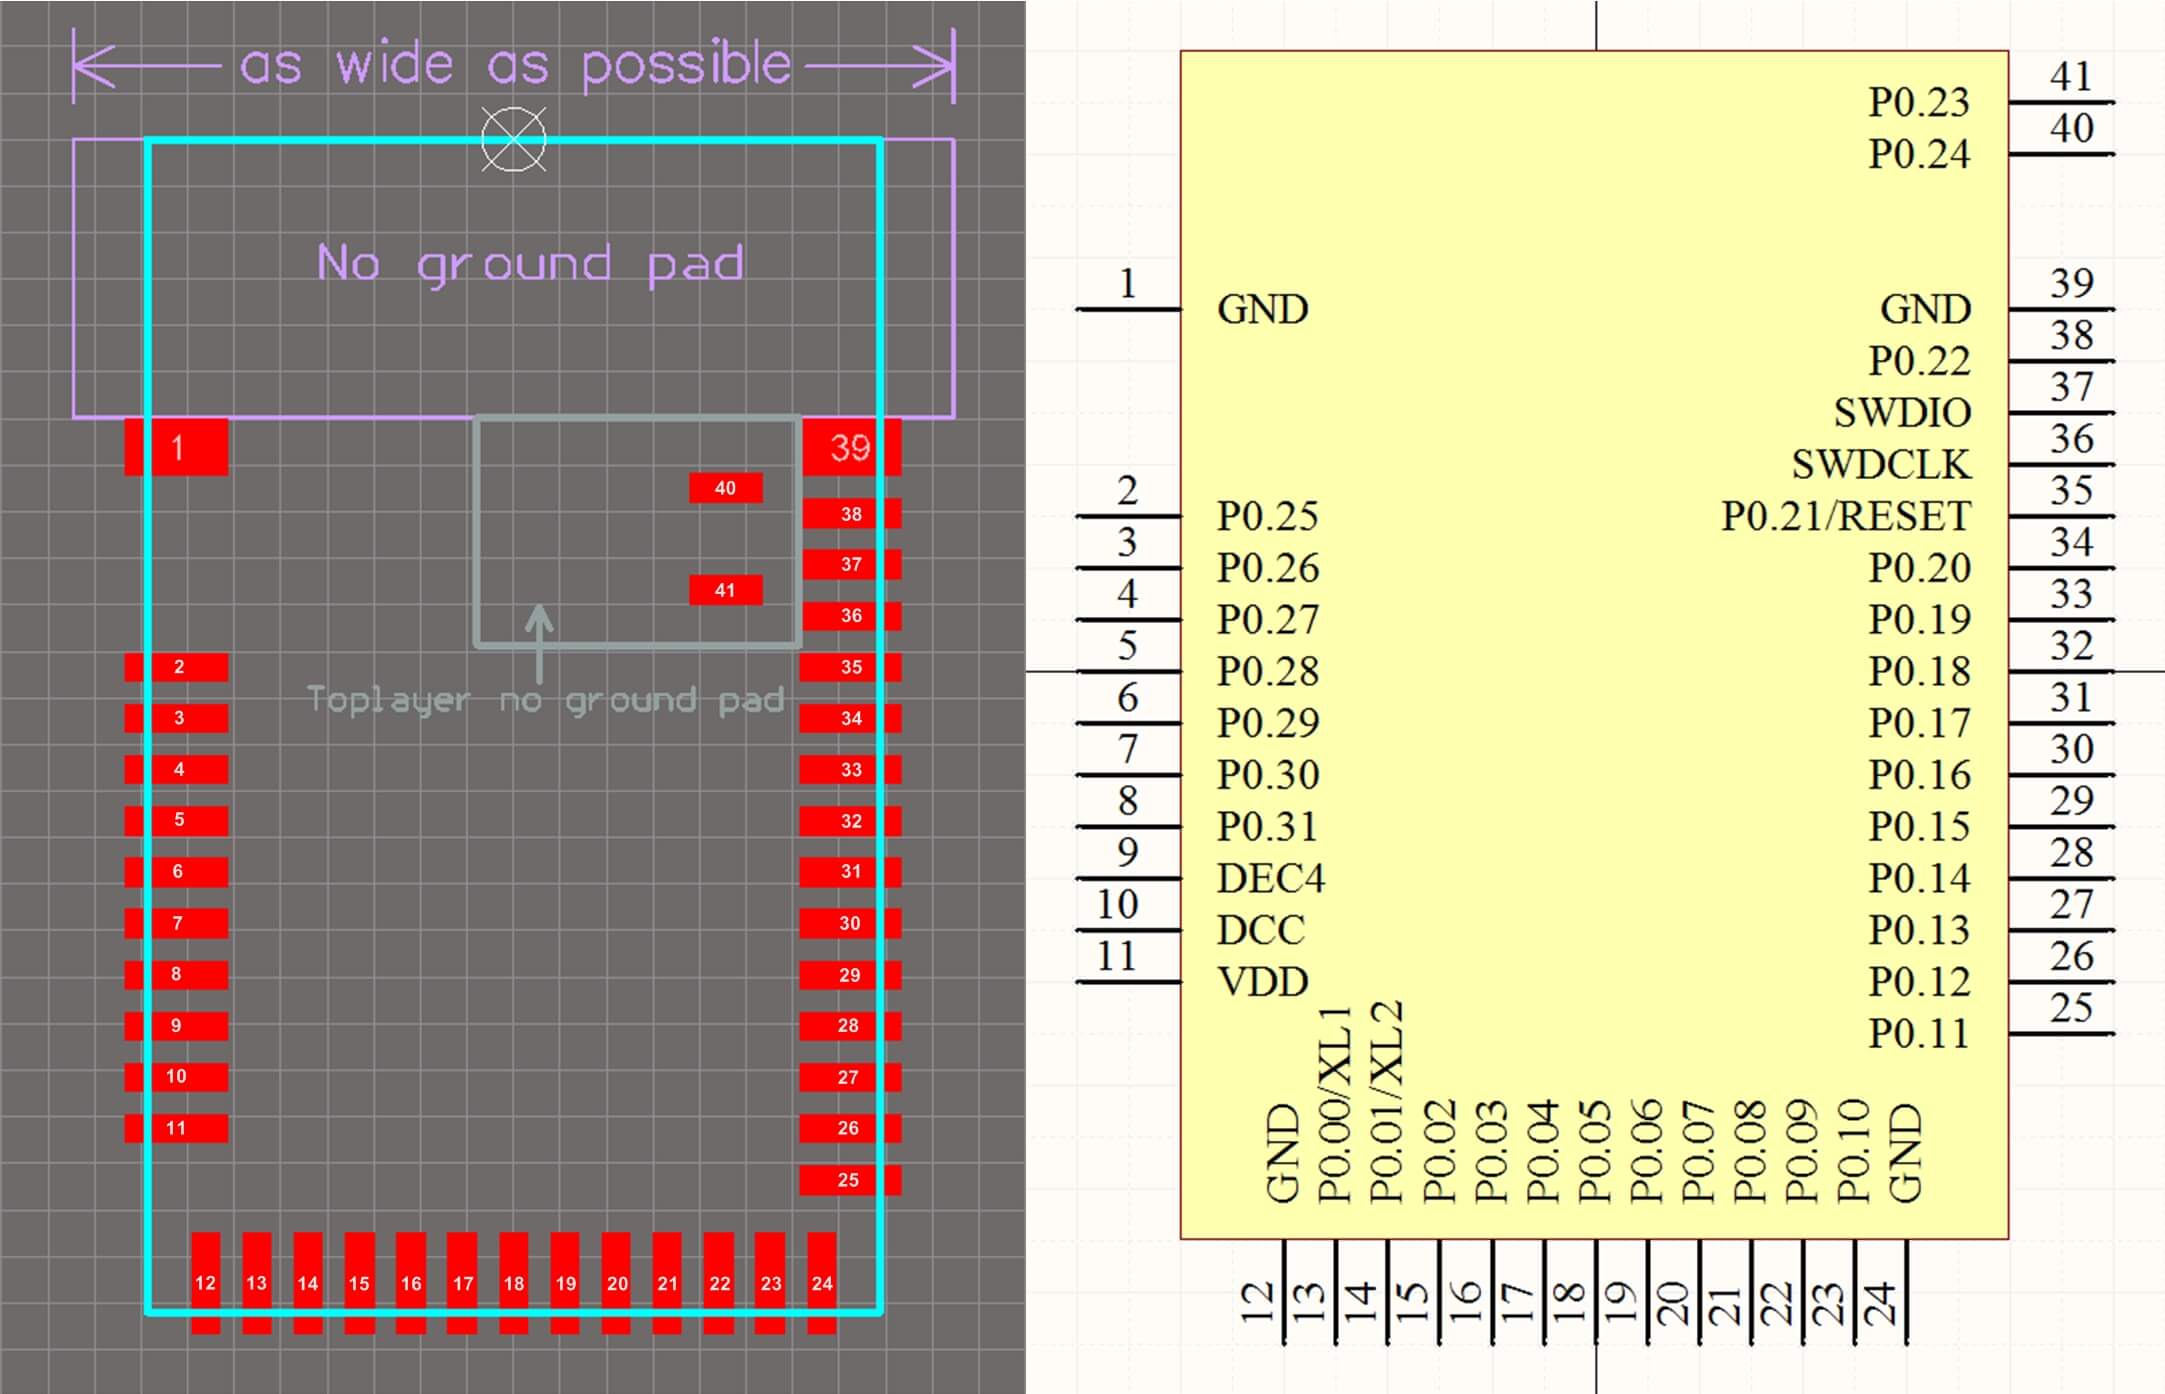 as wide as possible
No ground pad
1
39
40
38
37
41
36
2
35
Toplayer no ground pad
3
34
4
33
5
32
6
31
7
30
8
29
9
28
10
27
11
26
25
12 13 14 15 16 17 18 19 20 21 22 23 24
P0.23 41
P0.24 40
1 GND
GND 39
P0.22 38
SWDIO 37
SWDCLK 36
2 P0.25
P0.21/RESET 35
3 P0.26
P0.20 34
4 P0.27
P0.19 33
5 P0.28
P0.18 32
6 P0.29
P0.17 31
7 P0.30
P0.16 30
8 P0.31
P0.15 29
9 DEC4
P0.14 28
10 DCC
P0.13 27
11 VDD
P0.12 26
P0.11 25
GND
P0.00/XL1
P0.01/XL2
P0.02
P0.03
P0.04
P0.05
P0.06
P0.07
P0.08
P0.09
P0.10
GND
12
13
14
15
16
17
18
19
20
21
22
23
24